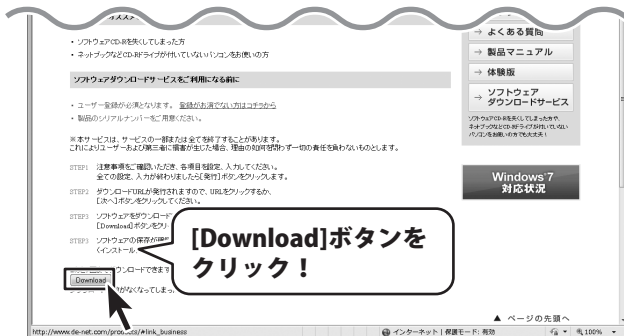 オススメ
・ソフトウェアCD-Rを失くしてしまった方
・ネットブックなどCD-Rドライブが付いていないパソコンをお使いの方
ソフトウェアダウンロードサービスをご利用になる前に
・ユーザー登録が必須となります。 登録がお済でない方はコチラから
・製品のシリアルナンバーをご用意ください。
※本サービスは、サービスの一部または全てを終了することがあります。
これによりユーザーおよび第三者に損害が生じた場合、理由の如何を問わず一切の責任を負わないものとします。
STEP1 注意事項をご確認いただき、各項目を設定、入力してください。
全ての設定、入力が終わりましたら[発行]ボタンをクリックします。
STEP2 ダウンロードURLが発行されますので、URLをクリックするか、
[次へ]ボタンをクリックしてください。
STEP3 ソフトウェアをダウンロード
[Download]ボタンをクリ
STEP3 ソフトウェアの保存が
<インストール
ウンロードできます
Download
がなくなってしまっ
[Download]ボタンを
クリック！
→ よくある質問
→ 製品マニュアル
→ 体験版
→ ソフトウェア
ダウンロードサービス
ソフトウェアCD-Rを失くしてしまった方や、
ネットブックなどCD-Rドライブが付いていない
パソコンをお使いの方でも大丈夫！
Windows 7
対応状況
▲ ページの先頭へ
http://www.de-net.com/products/#link_business
インターネット | 保護モード: 有効
100%